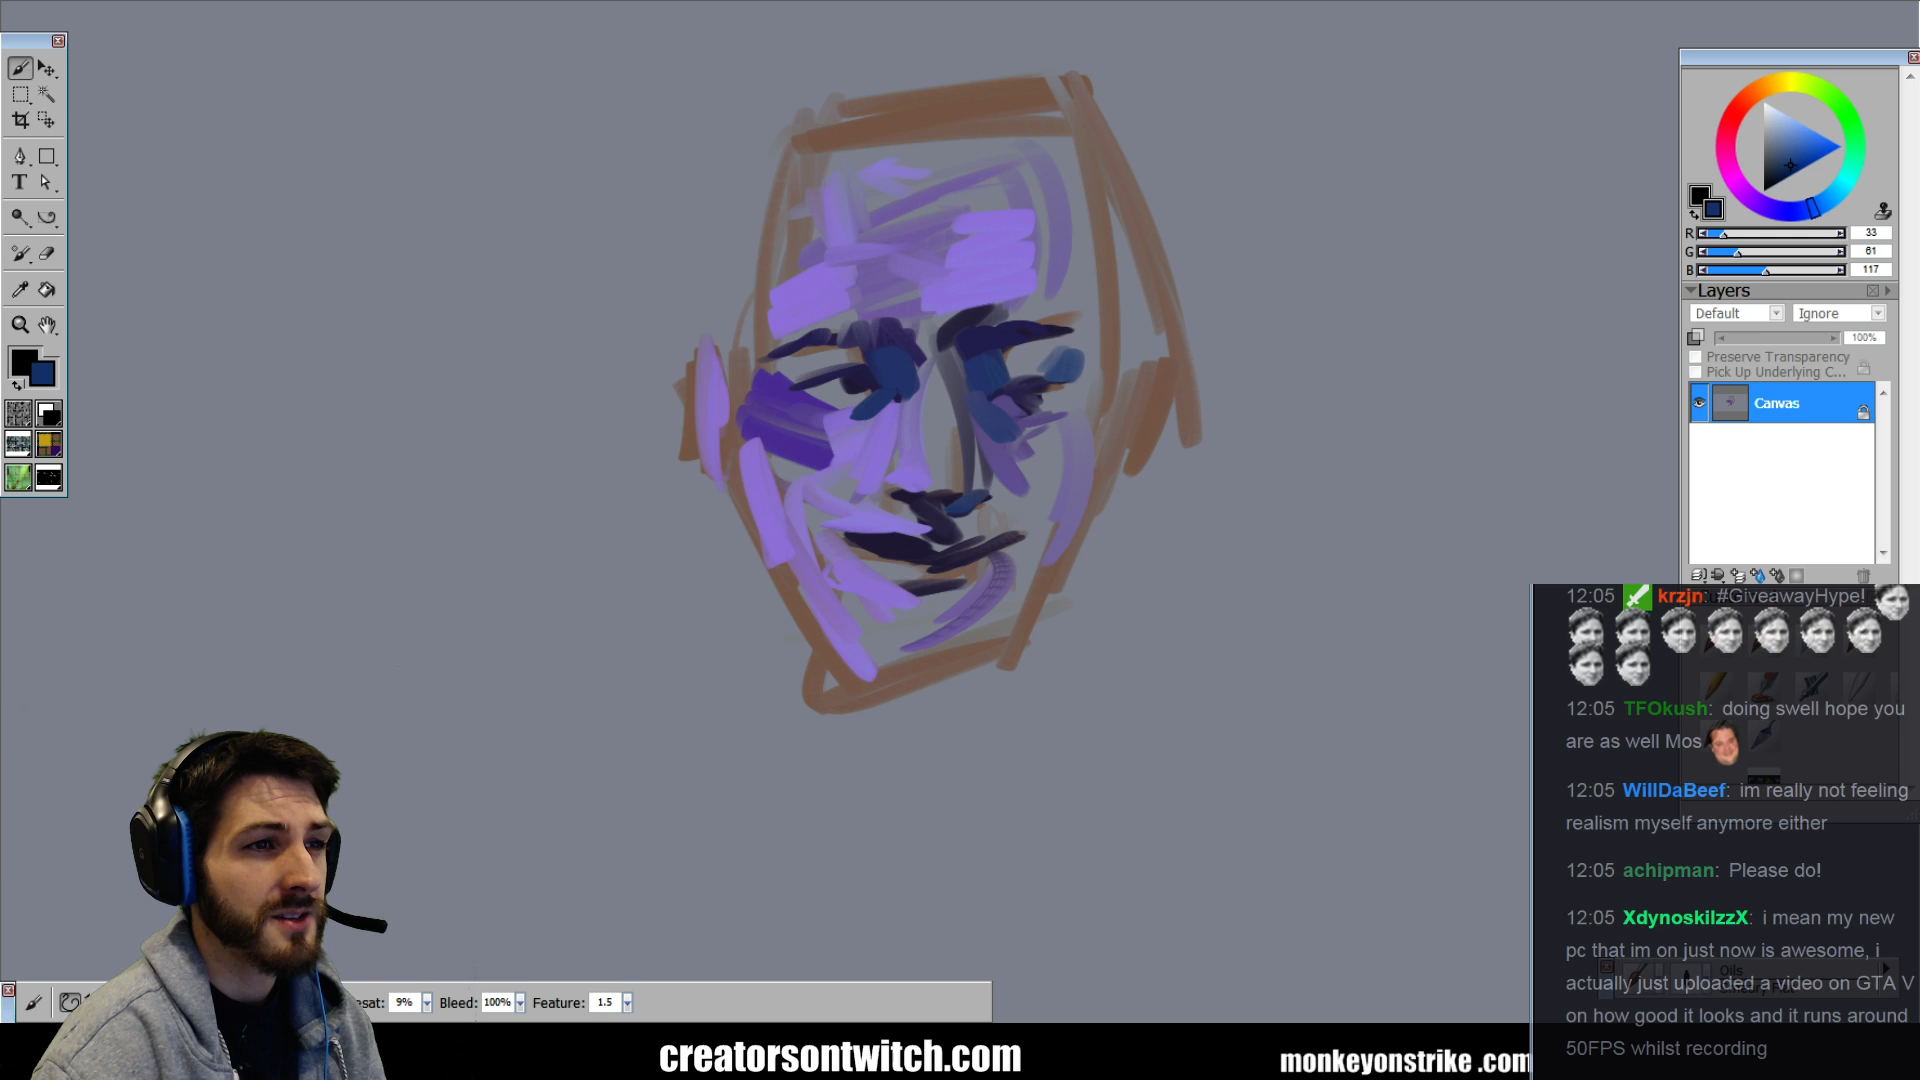 T
R 33
G 61
B 117
Layers
Default Ignore
100%
Preserve Transparency
Pick Up Underlying C...
Canvas
12:05 krzjn: #GiveawayHype!
12:05 TFOkush: doing swell hope you
are as well Mos
12:05 WillDaBeef: im really not feeling
realism myself anymore either
12:05 achipman: Please do!
12:05 XdynoskilzzX: i mean my new
pc that im on just now is awesome, i
Oils
actually just uploaded a video on GTA V
on how good it looks and it runs around
50FPS whilst recording
esat: 9% Bleed: 100% Feature: 1.5
creatorsontwitch.com
monkeyonstrike .com